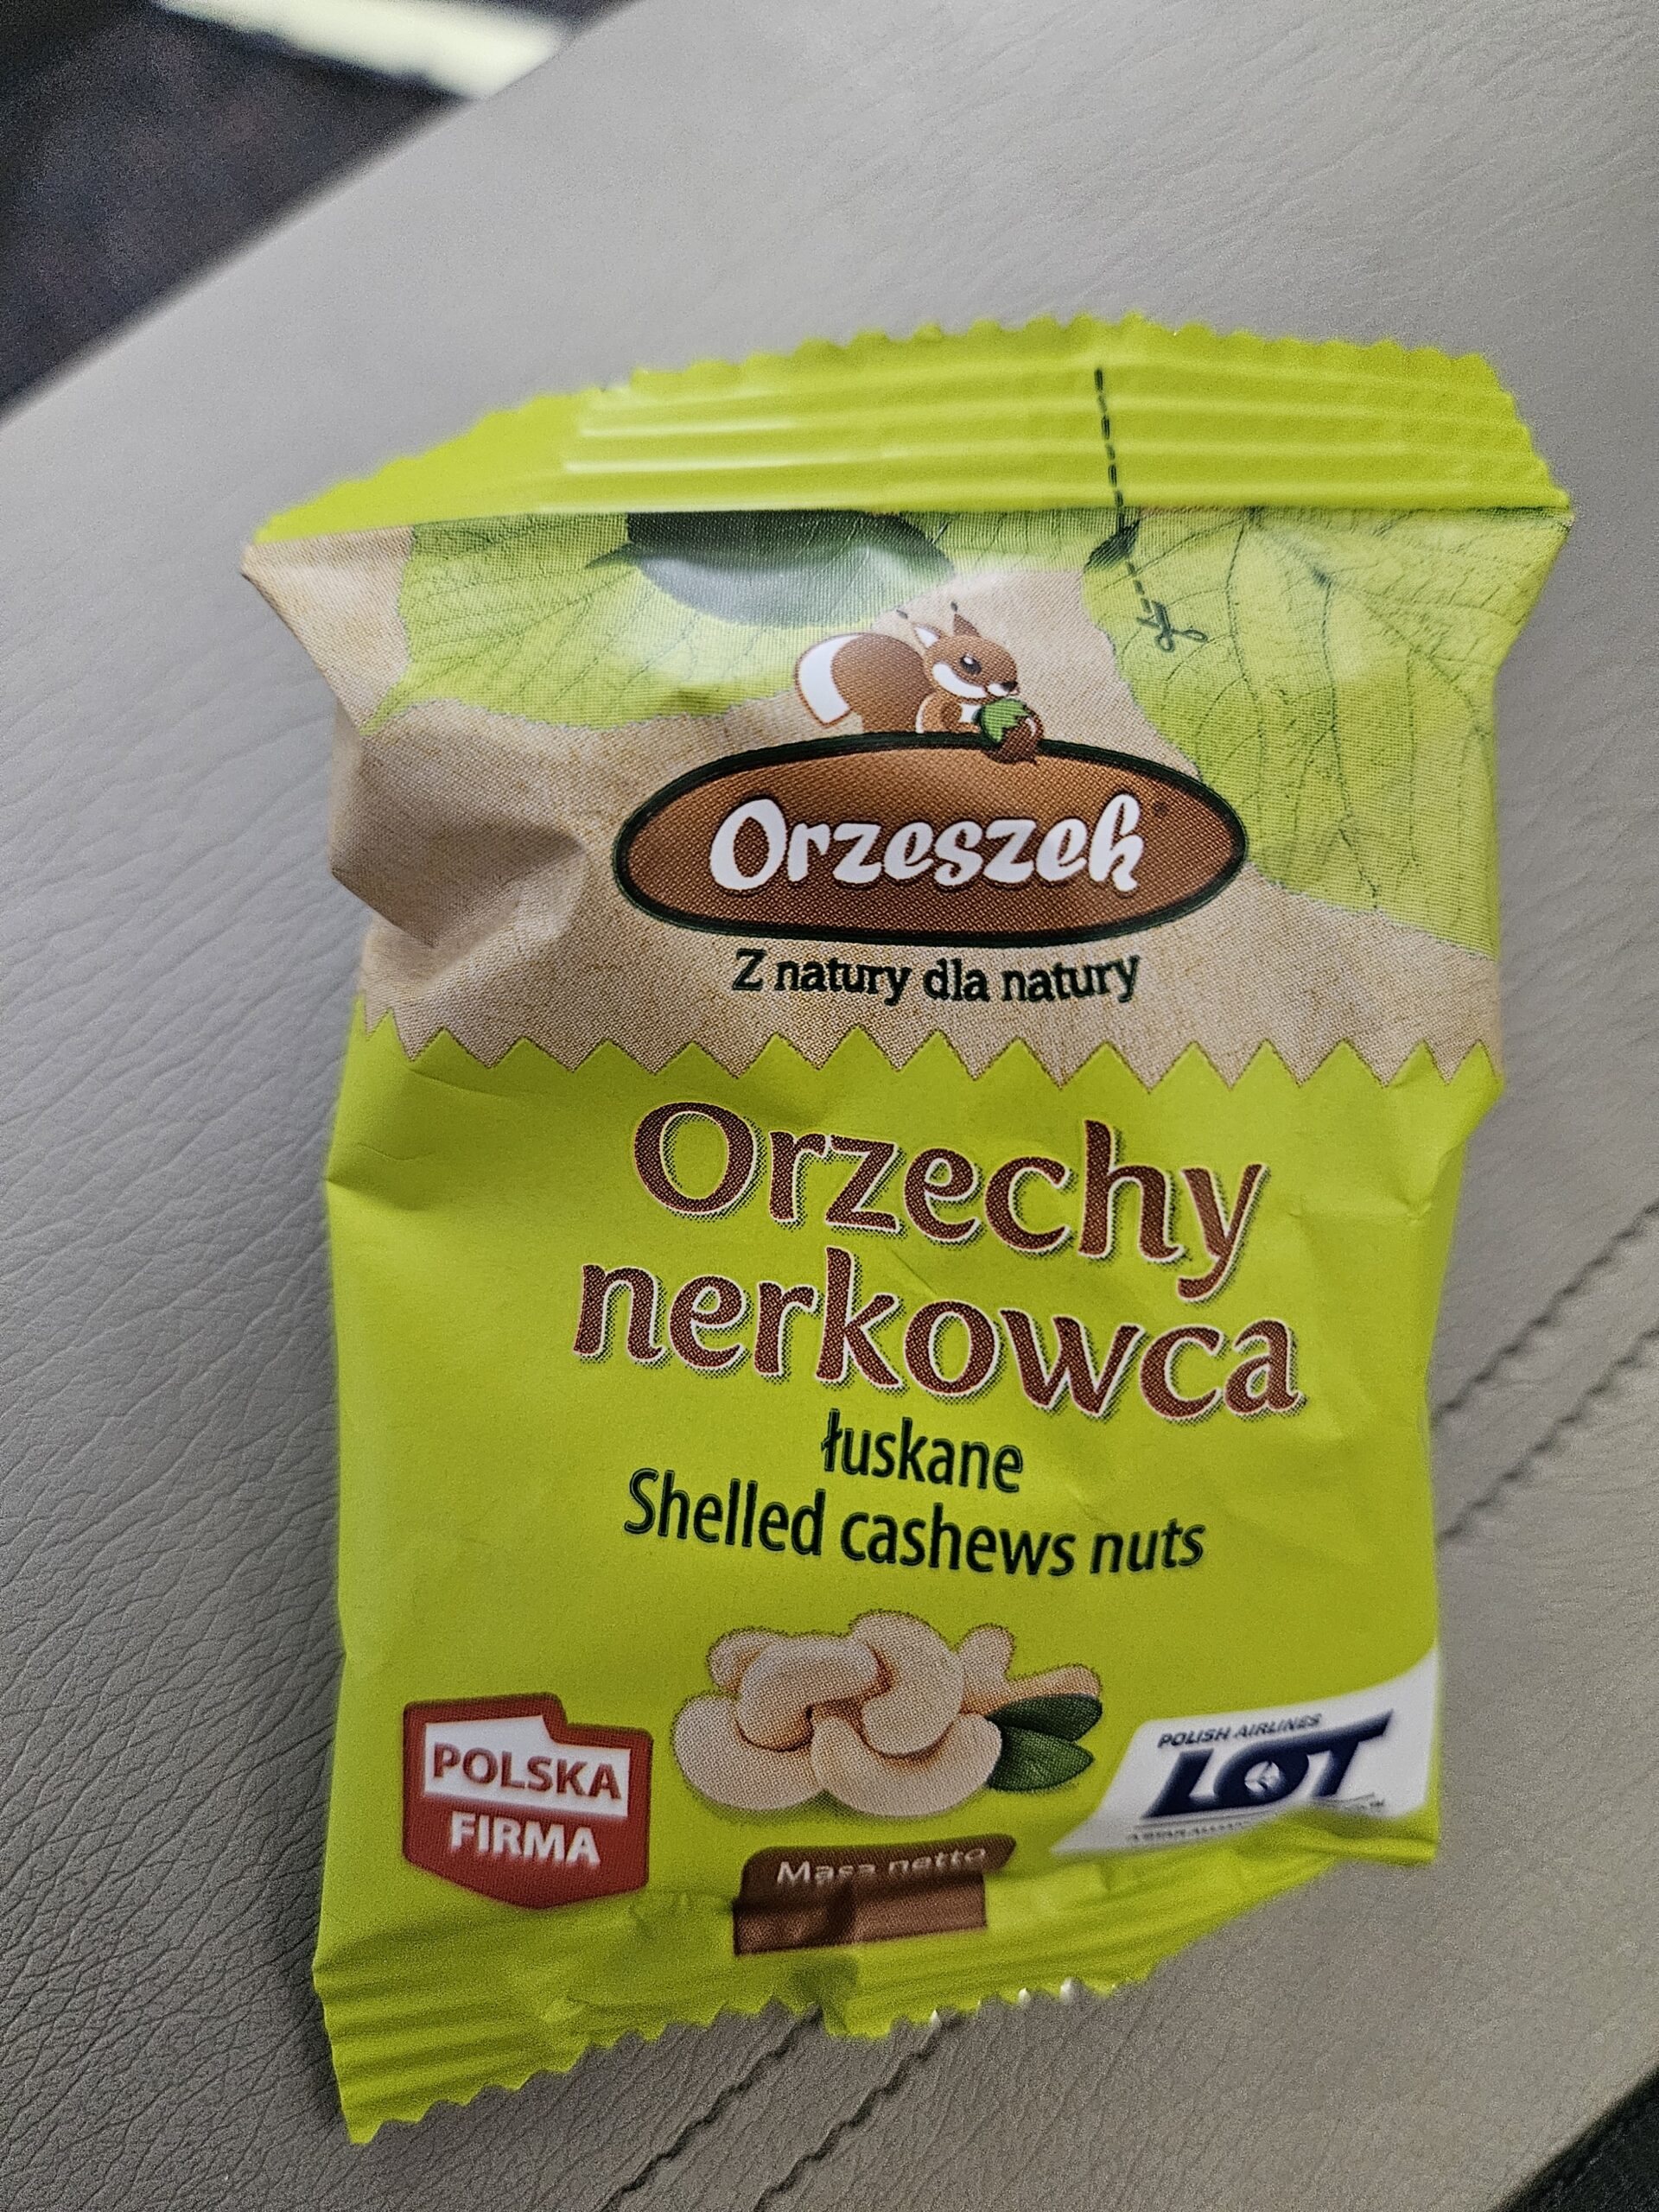 Orzeszek
Z natury dla natury
Orzechy
nerkowca
łuskane
Shelled cashews nuts
POLSKA
FIRMA
POLISH AIRLINES
LOT
Masa netto